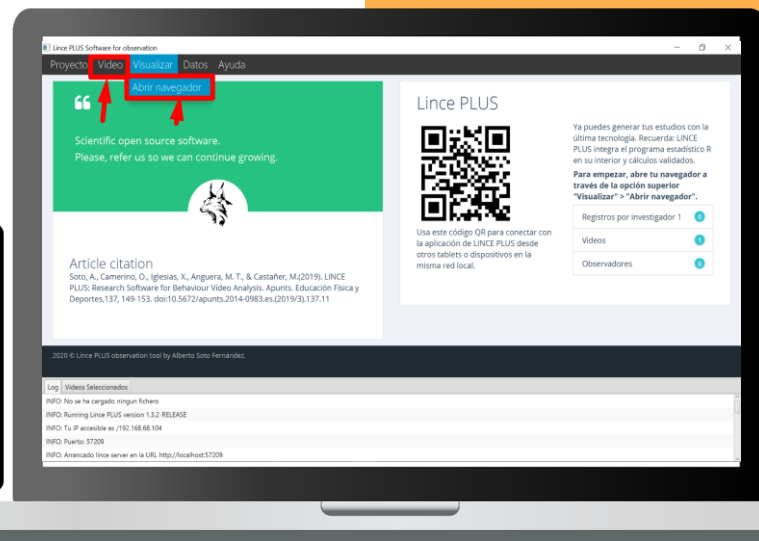 Lince PLUS Software for observation
Proyecto Video Visualizar Datos Ayuda
Abrir navegador
Scientific open source software.
Please, refer us so we can continue growing.
Article citation
Soto, A., Camerino, O., Iglesias, X., Anguera, M. T., & Castañer, M.(2019). LINCE
PLUS: Research Software for Behaviour Video Analysis. Apunts. Educación Física y
Deportes,137, 149-153. doi:10.5672/apunts.2014-0983.es.(2019/3).137.11
Lince PLUS
Usa este código QR para conectar con
la aplicación de LINCE PLUS desde
otros tablets o dispositivos en la
misma red local.
Ya puedes generar tus estudios con la
última tecnología. Recuerda: LINCE
PLUS integra el programa estadístico R
en su interior y cálculos validados.
Para empezar, abre tu navegador a
través de la opción superior
"Visualizar" > "Abrir navegador".
Registros por investigador 1
Videos
Observadores
2020 © Lince PLUS observation tool by Alberto Soto Fernández.
Log Videos Seleccionados
INFO: No se ha cargado ningun fichero
INFO: Running Lince PLUS version 1.3.2-RELEASE
INFO: Tu IP accesible es /192.168.68.104
INFO: Puerto: 57209
INFO: Arrancado lince server en la URL http://localhost:57209